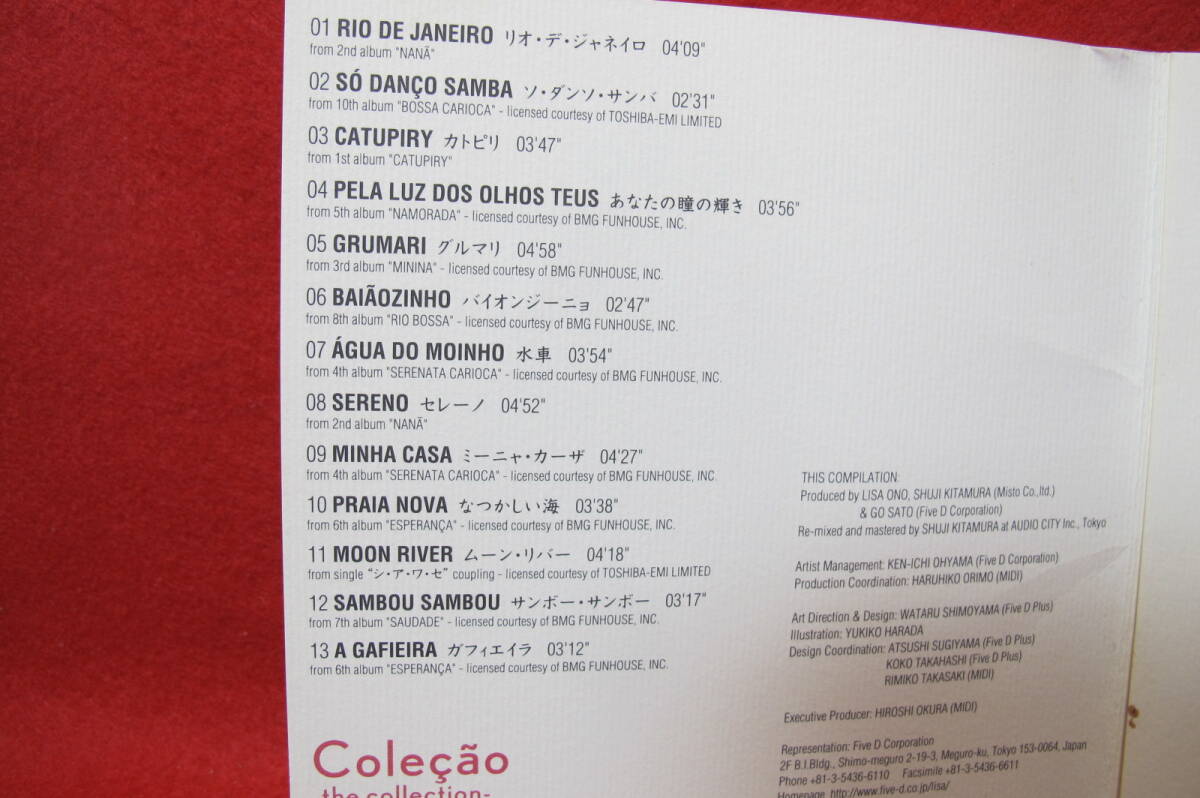 01 RIO DE JANEIRO リオ・デ・ジャネイロ 04'09"
from 2nd album "NANÃ"
02 SÓ DANÇO SAMBA ソ・ダンソ・サンバ 02'31"
from 10th album "BOSSA CARIOCA" - licensed courtesy of TOSHIBA-EMI LIMITED
03 CATUPIRY カトピリ 03'47"
from 1st album "CATUPIRY"
04 PELA LUZ DOS OLHOS TEUS あなたの瞳の輝き 03'56"
from 5th album "NAMORADA" - licensed courtesy of BMG FUNHOUSE, INC.
05 GRUMARI グルマリ 04'58"
from 3rd album "MININA" - licensed courtesy of BMG FUNHOUSE, INC.
06 BAIÃOZINHO バイオンジーニョ 02'47"
from 8th album "RIO BOSSA" - licensed courtesy of BMG FUNHOUSE, INC.
07 ÁGUA DO MOINHO 水車 03'54"
from 4th album "SERENATA CARIOCA" - licensed courtesy of BMG FUNHOUSE, INC.
08 SERENO セレーノ 04'52"
from 2nd album "NANÃ"
09 MINHA CASA ミーニャ・カーザ 04'27"
from 4th album "SERENATA CARIOCA" - licensed courtesy of BMG FUNHOUSE, INC.
10 PRAIA NOVA なつかしい海 03'38"
from 6th album "ESPERANÇA" - licensed courtesy of BMG FUNHOUSE, INC.
11 MOON RIVER ムーン・リバー 04'18"
from single "シ・ア・ワ・セ" coupling - licensed courtesy of TOSHIBA-EMI LIMITED
12 SAMBOU SAMBOU サンボー・サンボー 03'17"
from 7th album "SAUDADE" - licensed courtesy of BMG FUNHOUSE, INC.
13 A GAFIEIRA ガフィエイラ 03'12"
from 6th album "ESPERANÇA" - licensed courtesy of BMG FUNHOUSE, INC.
Coleção
-the collection-
THIS COMPILATION:
Produced by LISA ONO, SHUJI KITAMURA (Misto Co.,ltd.)
& GO SATO (Five D Corporation)
Re-mixed and mastered by SHUJI KITAMURA at AUDIO CITY Inc., Tokyo
Artist Management: KEN-ICHI OHYAMA (Five D Corporation)
Production Coordination: HARUHIKO ORIMO (MIDI)
Art Direction & Design: WATARU SHIMOYAMA (Five D Plus)
Illustration: YUKIKO HARADA
Design Coordination: ATSUSHI SUGIYAMA (Five D Plus)
KOKO TAKAHASHI (Five D Plus)
RIMIKO TAKASAKI (MIDI)
Executive Producer: HIROSHI OKURA (MIDI)
Representation: Five D Corporation
2F B.I.Bldg., Shimo-meguro 2-19-3, Meguro-ku, Tokyo 153-0064, Japan
Phone +81-3-5436-6110 Facsimile +81-3-5436-6611
Homepage http://www.five-d.co.jp/lisa/